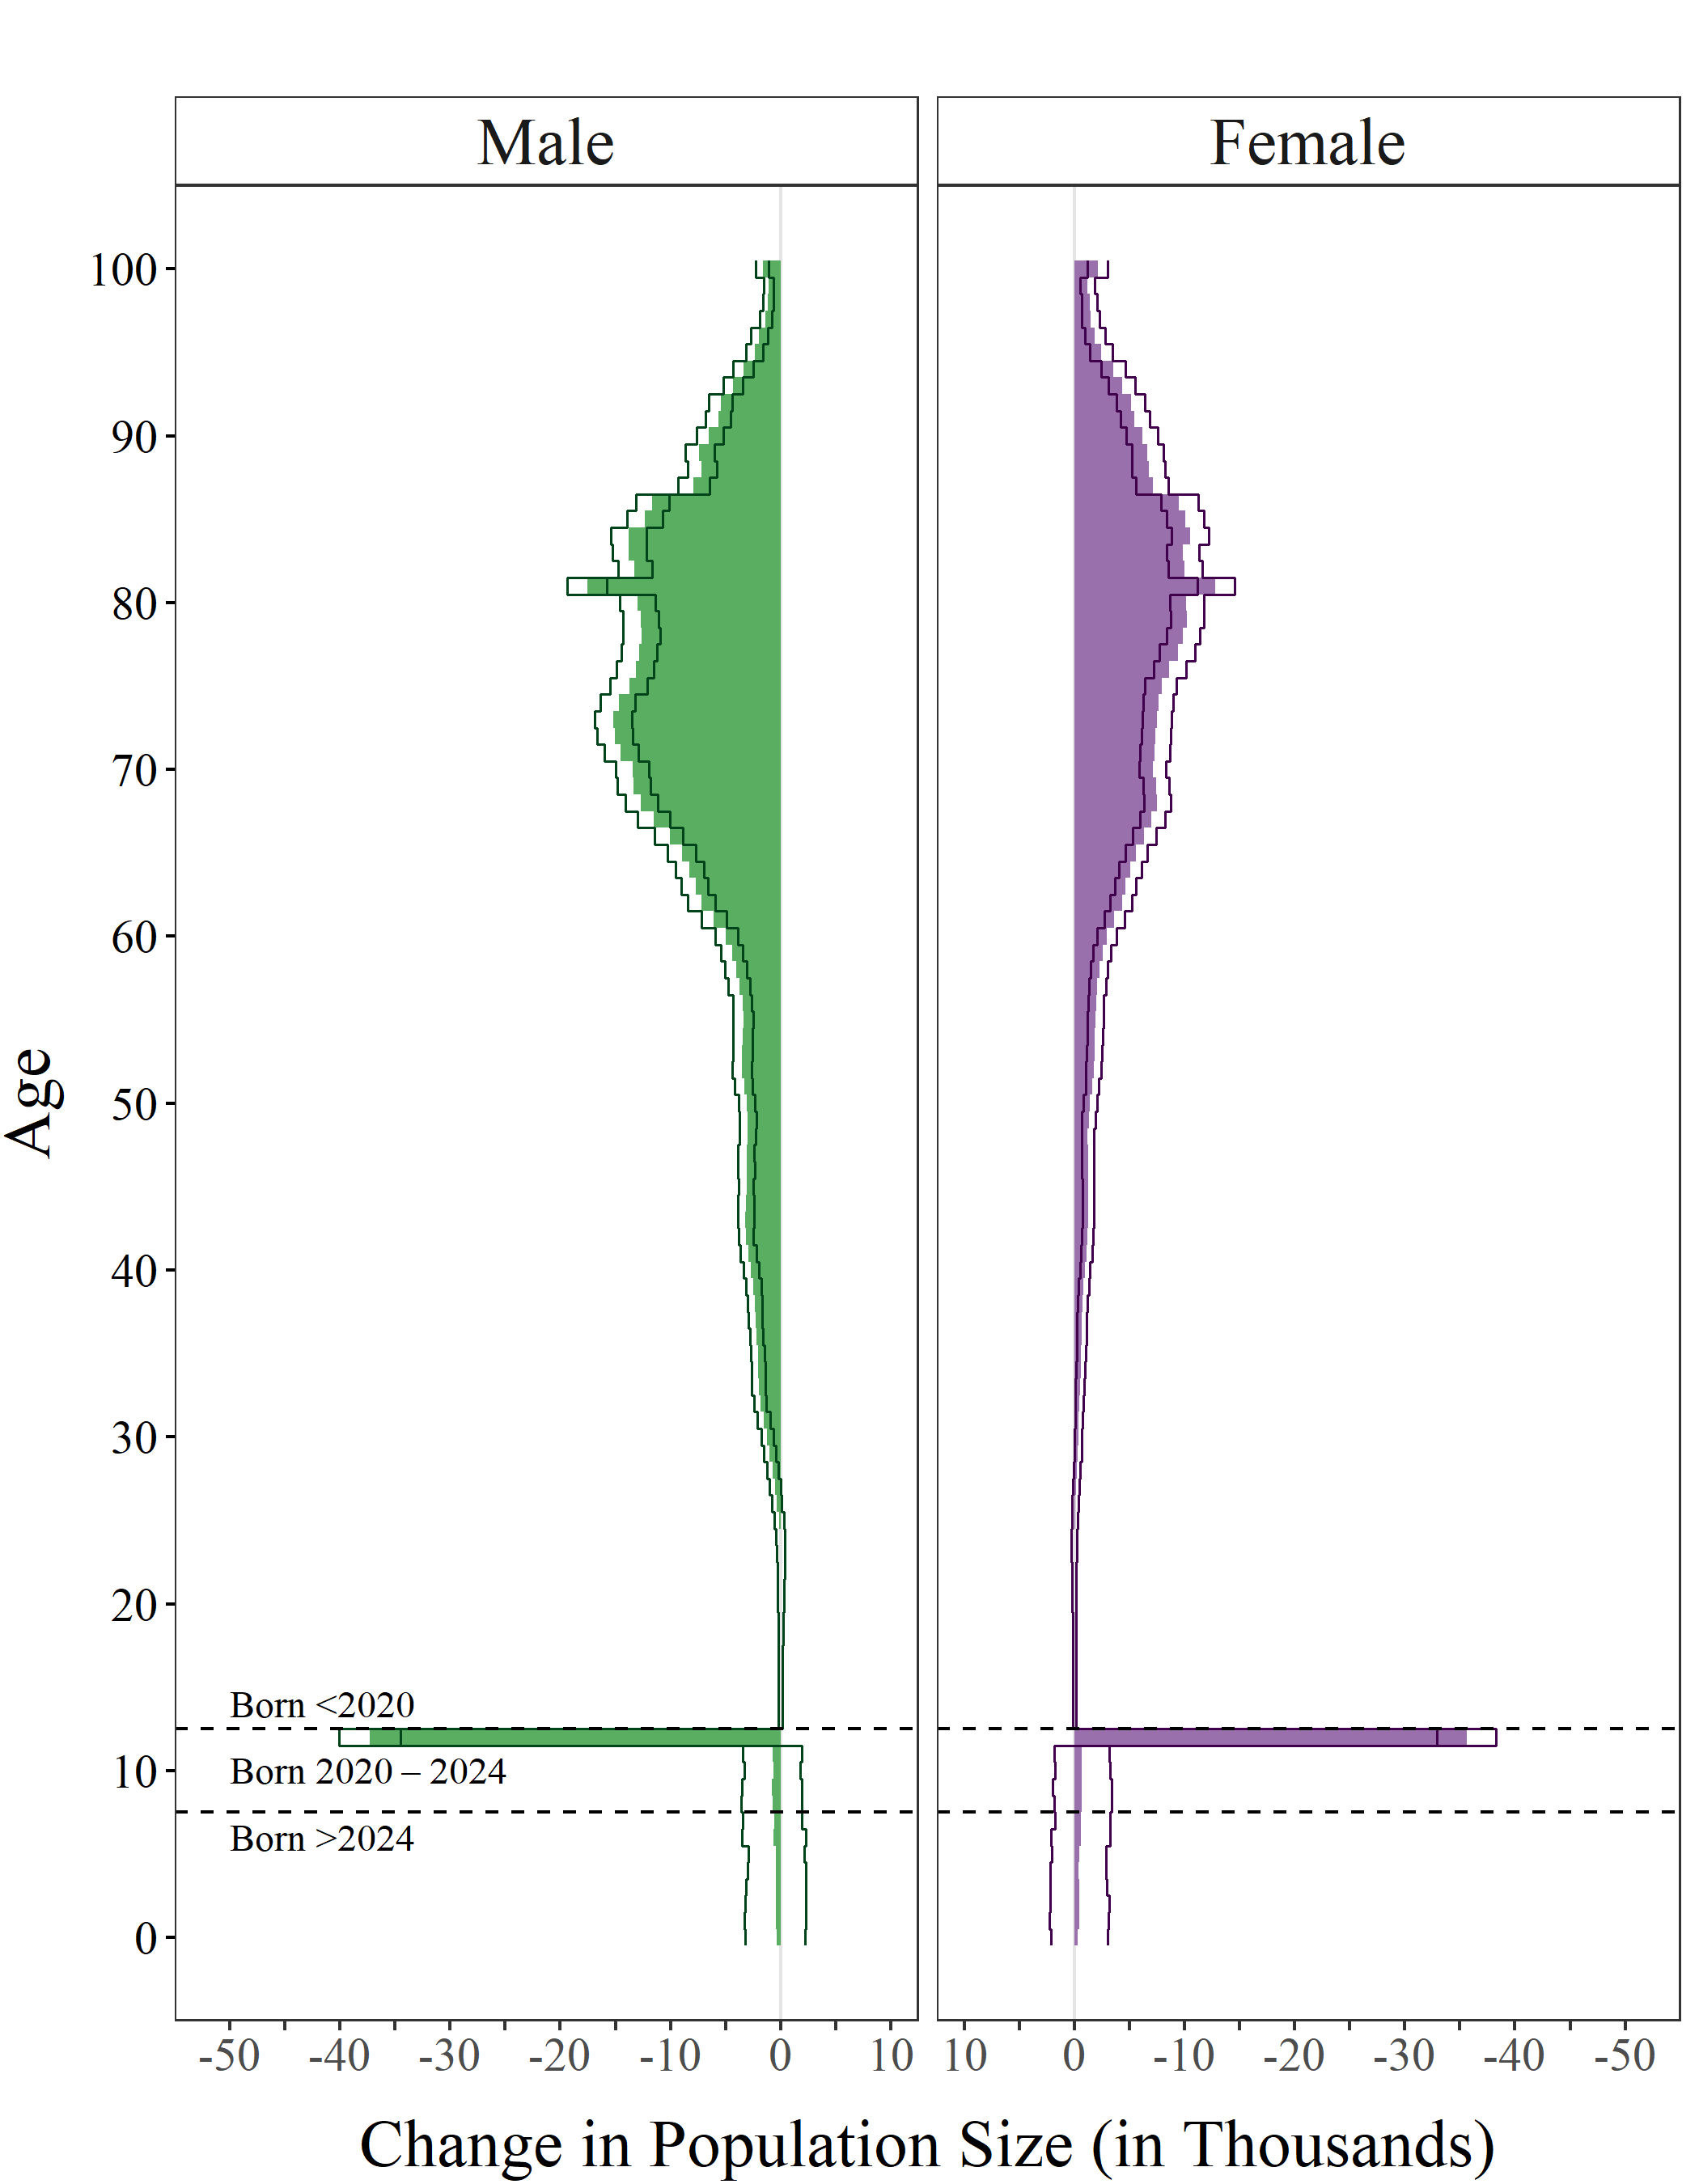 Male Female
100
90
80
70
60
50
40
30
20
10
0
Age
Born <2020
Born 2020 – 2024
Born >2024
-50 -40 -30 -20 -10 0 10 10 0 -10 -20 -30 -40 -50
Change in Population Size (in Thousands)